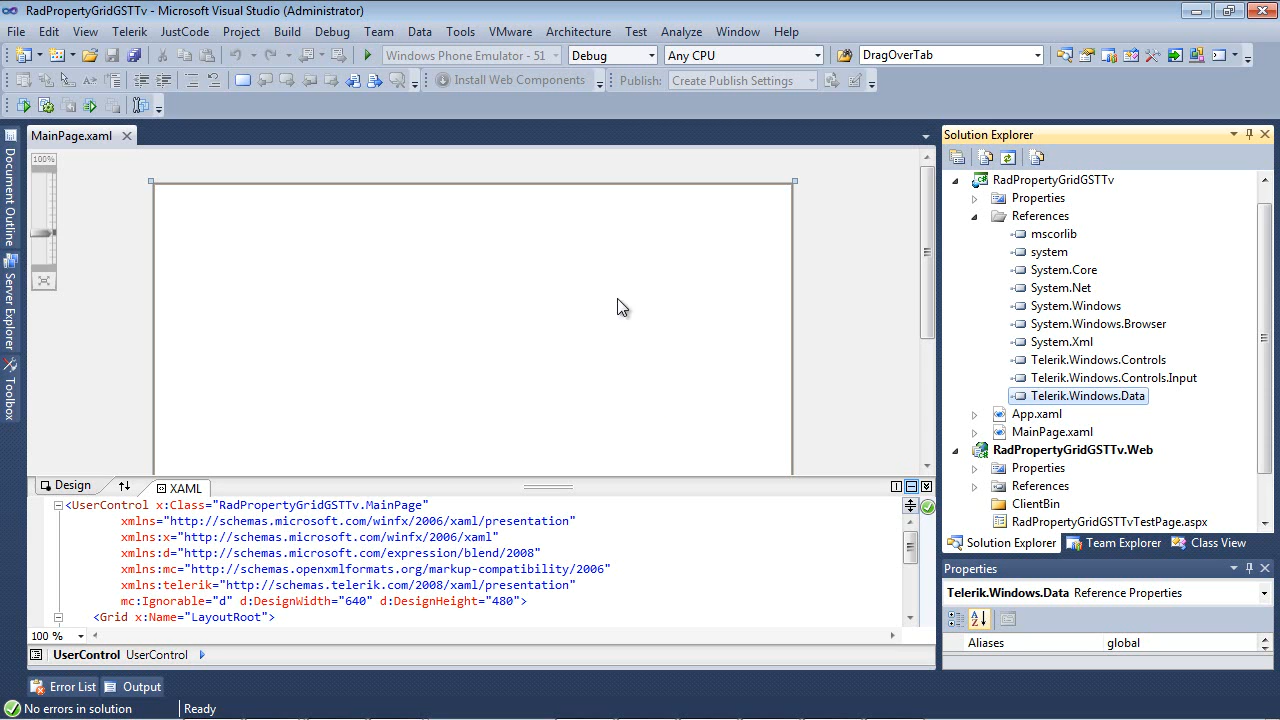 RadPropertyGridGSTTv - Microsoft Visual Studio (Administrator)
File Edit View Telerik JustCode Project Build Debug Team Data Tools VMware Architecture Test Analyze Window Help
Windows Phone Emulator - 51 Debug Any CPU DragOverTab
Install Web Components Publish: Create Publish Settings
MainPage.xaml
Solution Explorer
100%
Document Outline
Server Explorer
Toolbox
RadPropertyGridGSTTv
Properties
References
mscorlib
system
System.Core
System.Net
System.Windows
System.Windows.Browser
System.Xml
Telerik.Windows.Controls
Telerik.Windows.Controls.Input
Telerik.Windows.Data
App.xaml
MainPage.xaml
RadPropertyGridGSTTv.Web
Properties
References
ClientBin
RadPropertyGridGSTTvTestPage.aspx
Solution Explorer Team Explorer Class View
Design XAML
<UserControl x:Class="RadPropertyGridGSTTv.MainPage"
xmlns="http://schemas.microsoft.com/winfx/2006/xaml/presentation"
xmlns:x="http://schemas.microsoft.com/winfx/2006/xaml"
xmlns:d="http://schemas.microsoft.com/expression/blend/2008"
xmlns:mc="http://schemas.openxmlformats.org/markup-compatibility/2006"
xmlns:telerik="http://schemas.telerik.com/2008/xaml/presentation"
mc:Ignorable="d" d:DesignWidth="640" d:DesignHeight="480">
<Grid x:Name="LayoutRoot">
100 %
UserControl UserControl
Properties
Telerik.Windows.Data Reference Properties
Aliases global
Error List Output
No errors in solution Ready